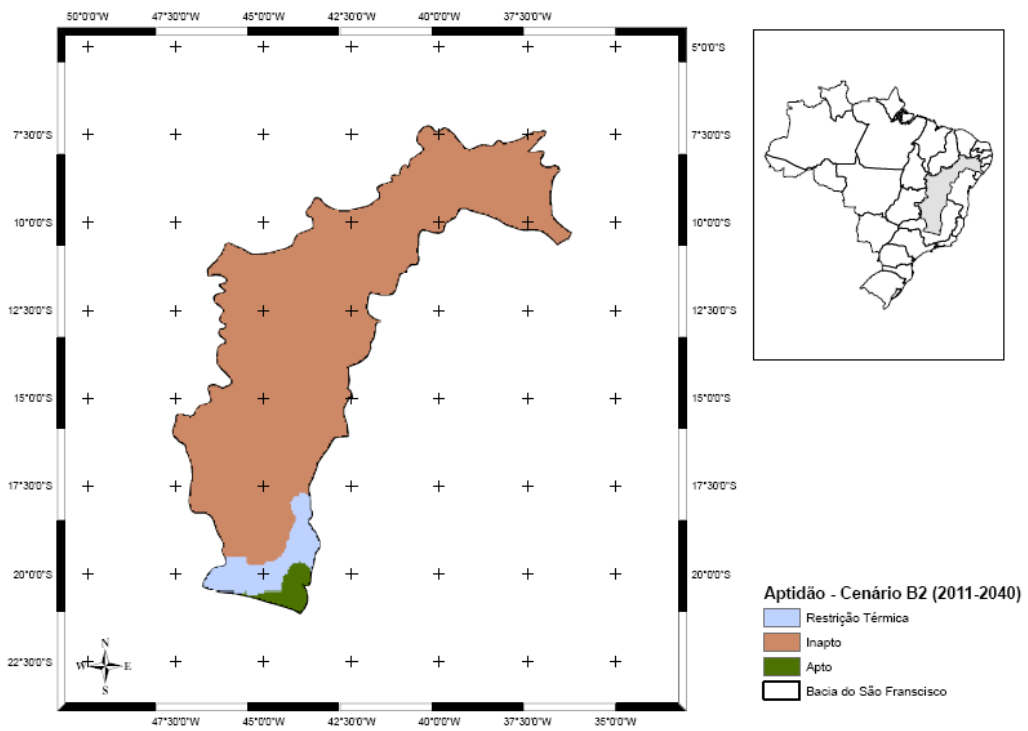 50°0'0"W 47°30'0"W 45°0'0"W 42°30'0"W 40°0'0"W 37°30'0"W
5°0'0"S
7°30'0"S 7°30'0"S
10°0'0"S 10°0'0"S
12°30'0"S 12°30'0"S
15°0'0"S 15°0'0"S
17°30'0"S 17°30'0"S
20°0'0"S 20°0'0"S
22°30'0"S 22°30'0"S
N
W E
S
47°30'0"W 45°0'0"W 42°30'0"W 40°0'0"W 37°30'0"W 35°0'0"W
Aptidão - Cenário B2 (2011-2040)
Restrição Térmica
Inapto
Apto
Bacia do São Franscisco